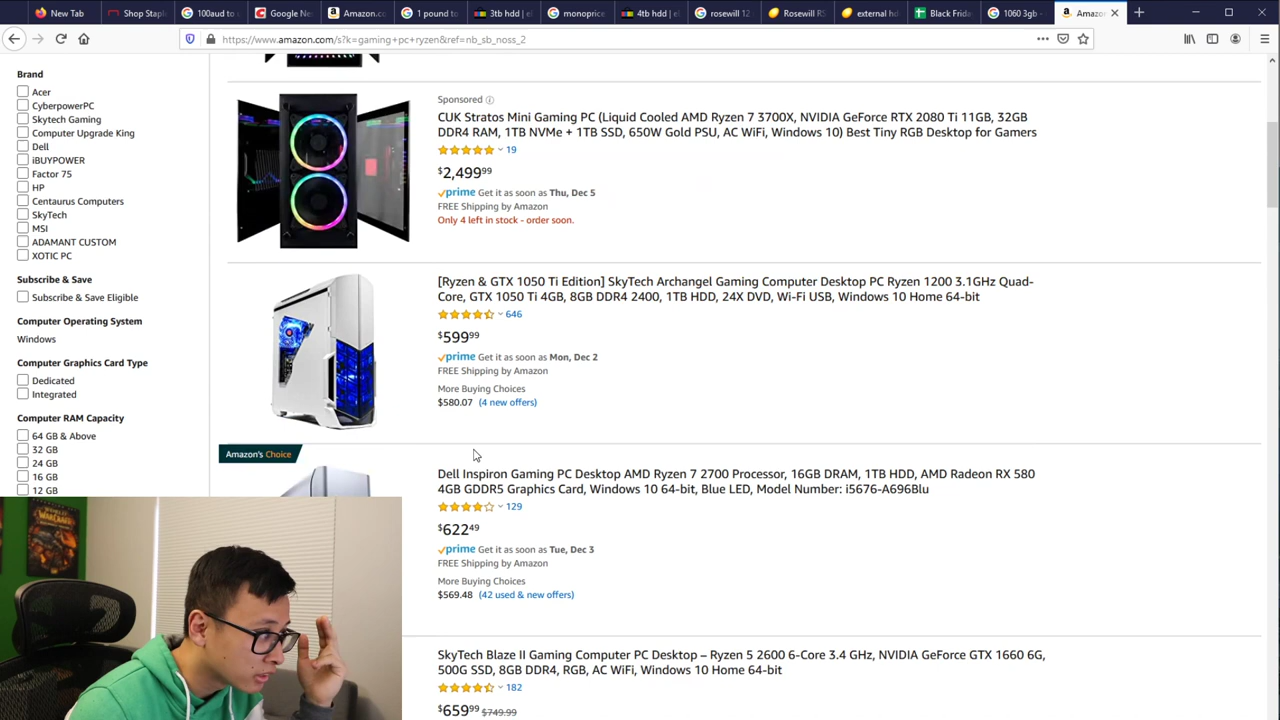 New Tab
Shop Staple
100aud to
Google Ne
Amazon.co
1 pound to
3tb hdd | e
monoprice
4tb hdd | el
rosewill 12
Rosewill RS
external hd
Black Frida
1060 3gb -
Amazon
https://www.amazon.com/s?k=gaming+pc+ryzen&ref=nb_sb_noss_2
Brand
Acer
CyberpowerPC
Skytech Gaming
Computer Upgrade King
Dell
iBUYPOWER
Factor 75
HP
Centaurus Computers
SkyTech
MSI
ADAMANT CUSTOM
XOTIC PC
Subscribe & Save
Subscribe & Save Eligible
Computer Operating System
Windows
Computer Graphics Card Type
Dedicated
Integrated
Computer RAM Capacity
64 GB & Above
32 GB
24 GB
16 GB
12 GB
Sponsored
CUK Stratos Mini Gaming PC (Liquid Cooled AMD Ryzen 7 3700X, NVIDIA GeForce RTX 2080 Ti 11GB, 32GB
DDR4 RAM, 1TB NVMe + 1TB SSD, 650W Gold PSU, AC WiFi, Windows 10) Best Tiny RGB Desktop for Gamers
19
$2,499.99
prime Get it as soon as Thu, Dec 5
FREE Shipping by Amazon
Only 4 left in stock - order soon.
[Ryzen & GTX 1050 Ti Edition] SkyTech Archangel Gaming Computer Desktop PC Ryzen 1200 3.1GHz Quad-
Core, GTX 1050 Ti 4GB, 8GB DDR4 2400, 1TB HDD, 24X DVD, Wi-Fi USB, Windows 10 Home 64-bit
646
$599.99
prime Get it as soon as Mon, Dec 2
FREE Shipping by Amazon
More Buying Choices
$580.07 (4 new offers)
Amazon's Choice
Dell Inspiron Gaming PC Desktop AMD Ryzen 7 2700 Processor, 16GB DRAM, 1TB HDD, AMD Radeon RX 580
4GB GDDR5 Graphics Card, Windows 10 64-bit, Blue LED, Model Number: i5676-A696Blu
129
$622.49
prime Get it as soon as Tue, Dec 3
FREE Shipping by Amazon
More Buying Choices
$569.48 (42 used & new offers)
SkyTech Blaze II Gaming Computer PC Desktop – Ryzen 5 2600 6-Core 3.4 GHz, NVIDIA GeForce GTX 1660 6G,
500G SSD, 8GB DDR4, RGB, AC WiFi, Windows 10 Home 64-bit
182
$659.99 $749.99
WARCRAFT